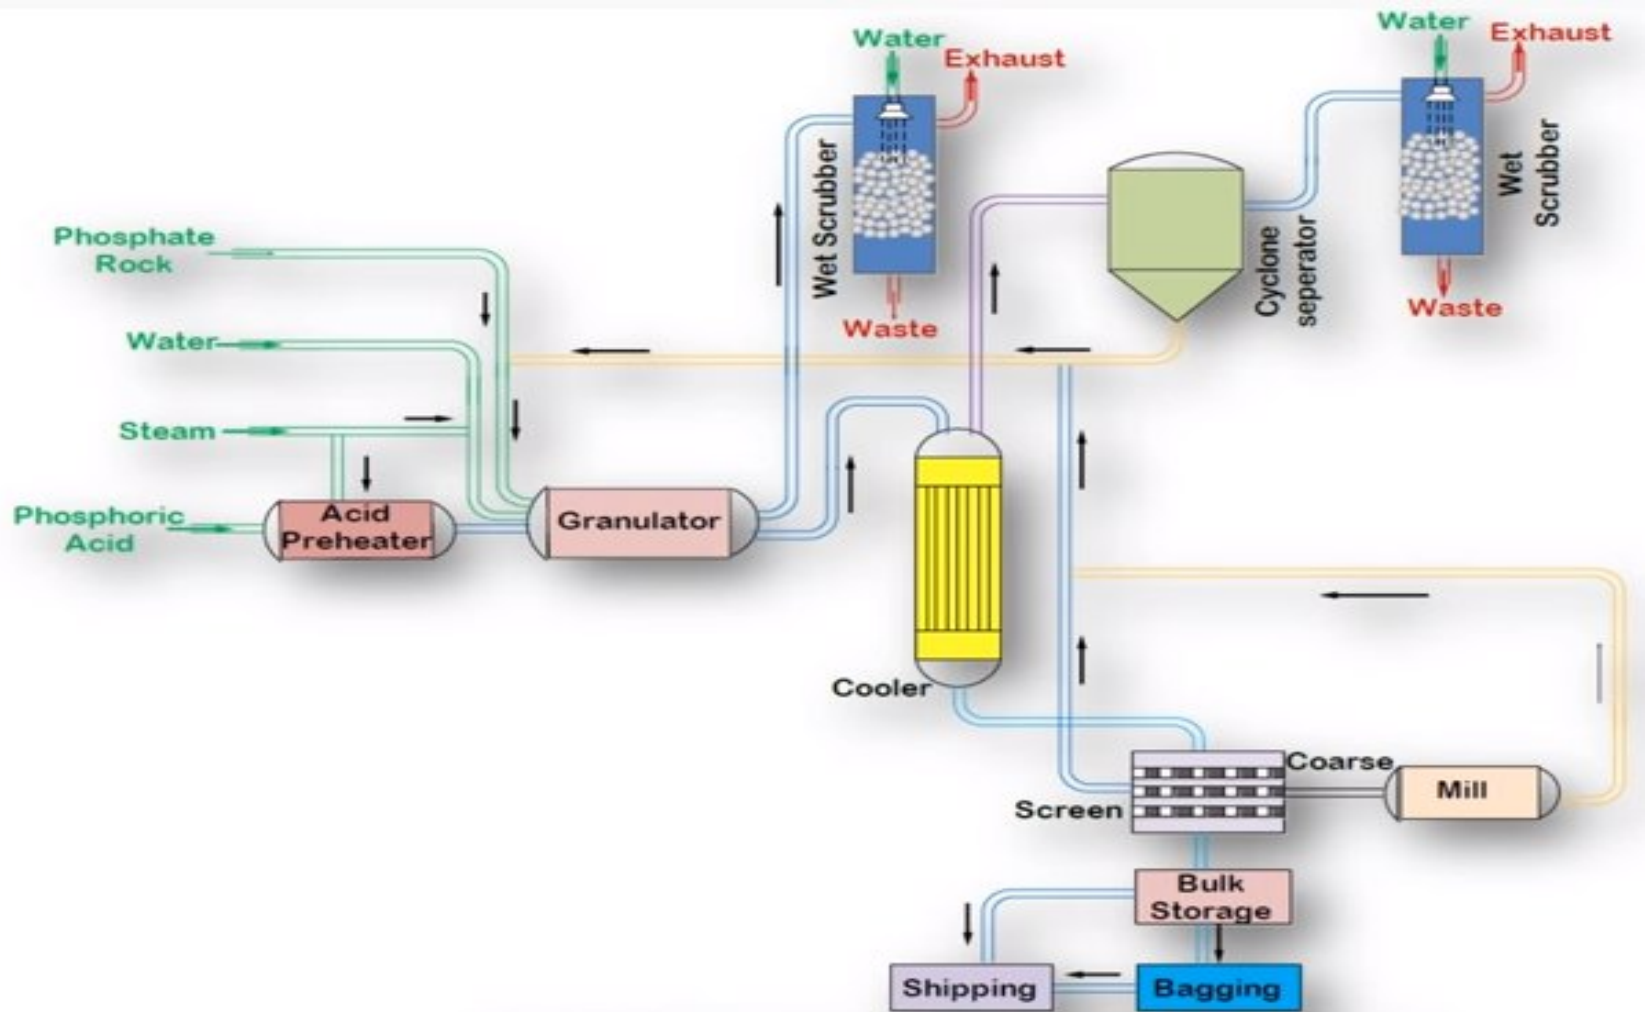 Water
Exhaust
Wet Scrubber
Waste
Water
Exhaust
Wet
Scrubber
Waste
Cyclone
seperator
Phosphate
Rock
Water
Steam
Phosphoric
Acid
Acid
Preheater
Granulator
Cooler
Screen
Coarse
Mill
Bulk
Storage
Shipping
Bagging